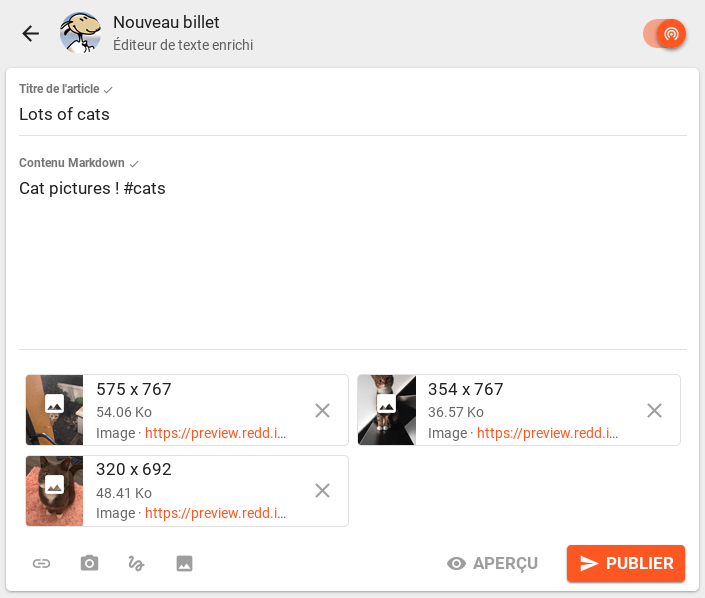 Nouveau billet
Éditeur de texte enrichi
Titre de l'article
Lots of cats
Contenu Markdown
Cat pictures ! #cats
575 x 767
54.06 Ko
Image · https://preview.redd.i...
354 x 767
36.57 Ko
Image · https://preview.redd.i...
320 x 692
48.41 Ko
Image · https://preview.redd.i...
APERÇU
PUBLIER